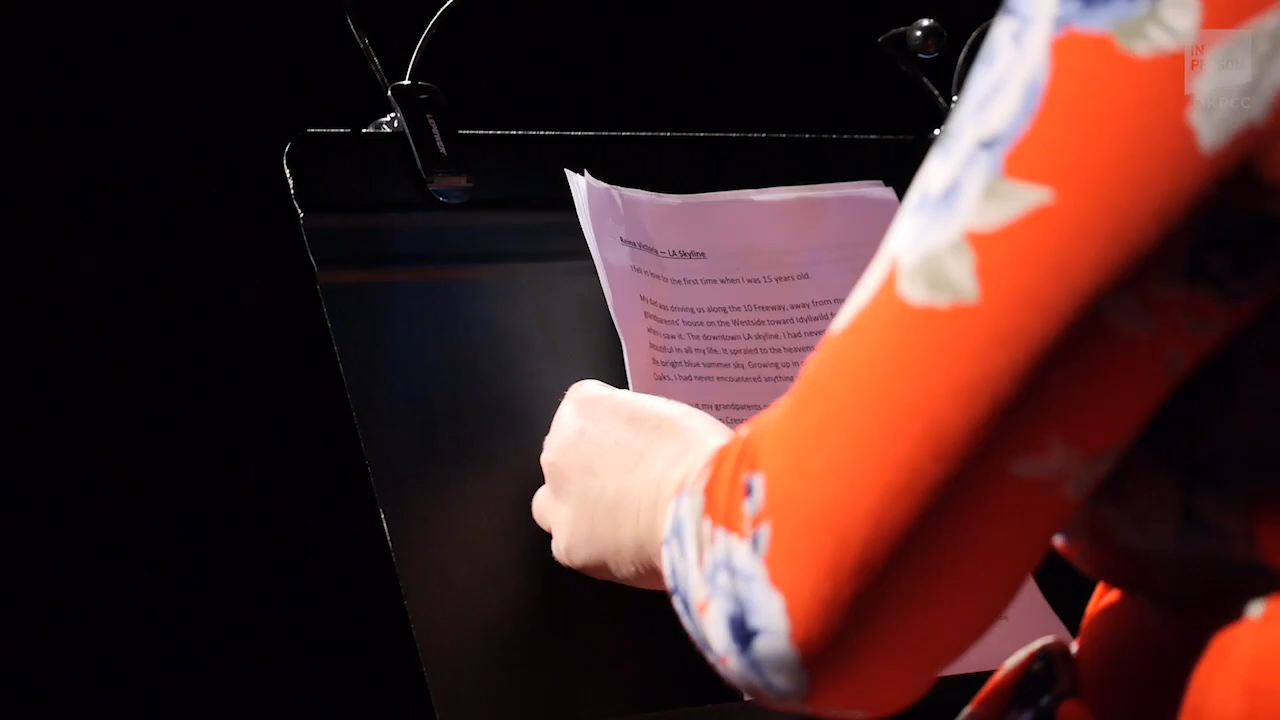 IN
PERSON
KPCC
LEPOWER
Victoria — LA Skyline
I fell in love for the first time when I was 15 years old.
My dad was driving us along the 10 Freeway, away from my
grandparents' house on the Westside toward Idyllwild
when I saw it. The downtown LA skyline. I had never
beautiful in all my life. It spiraled to the heavens
the bright blue summer sky. Growing up in
Oaks, I had never encountered anything
my grandparents